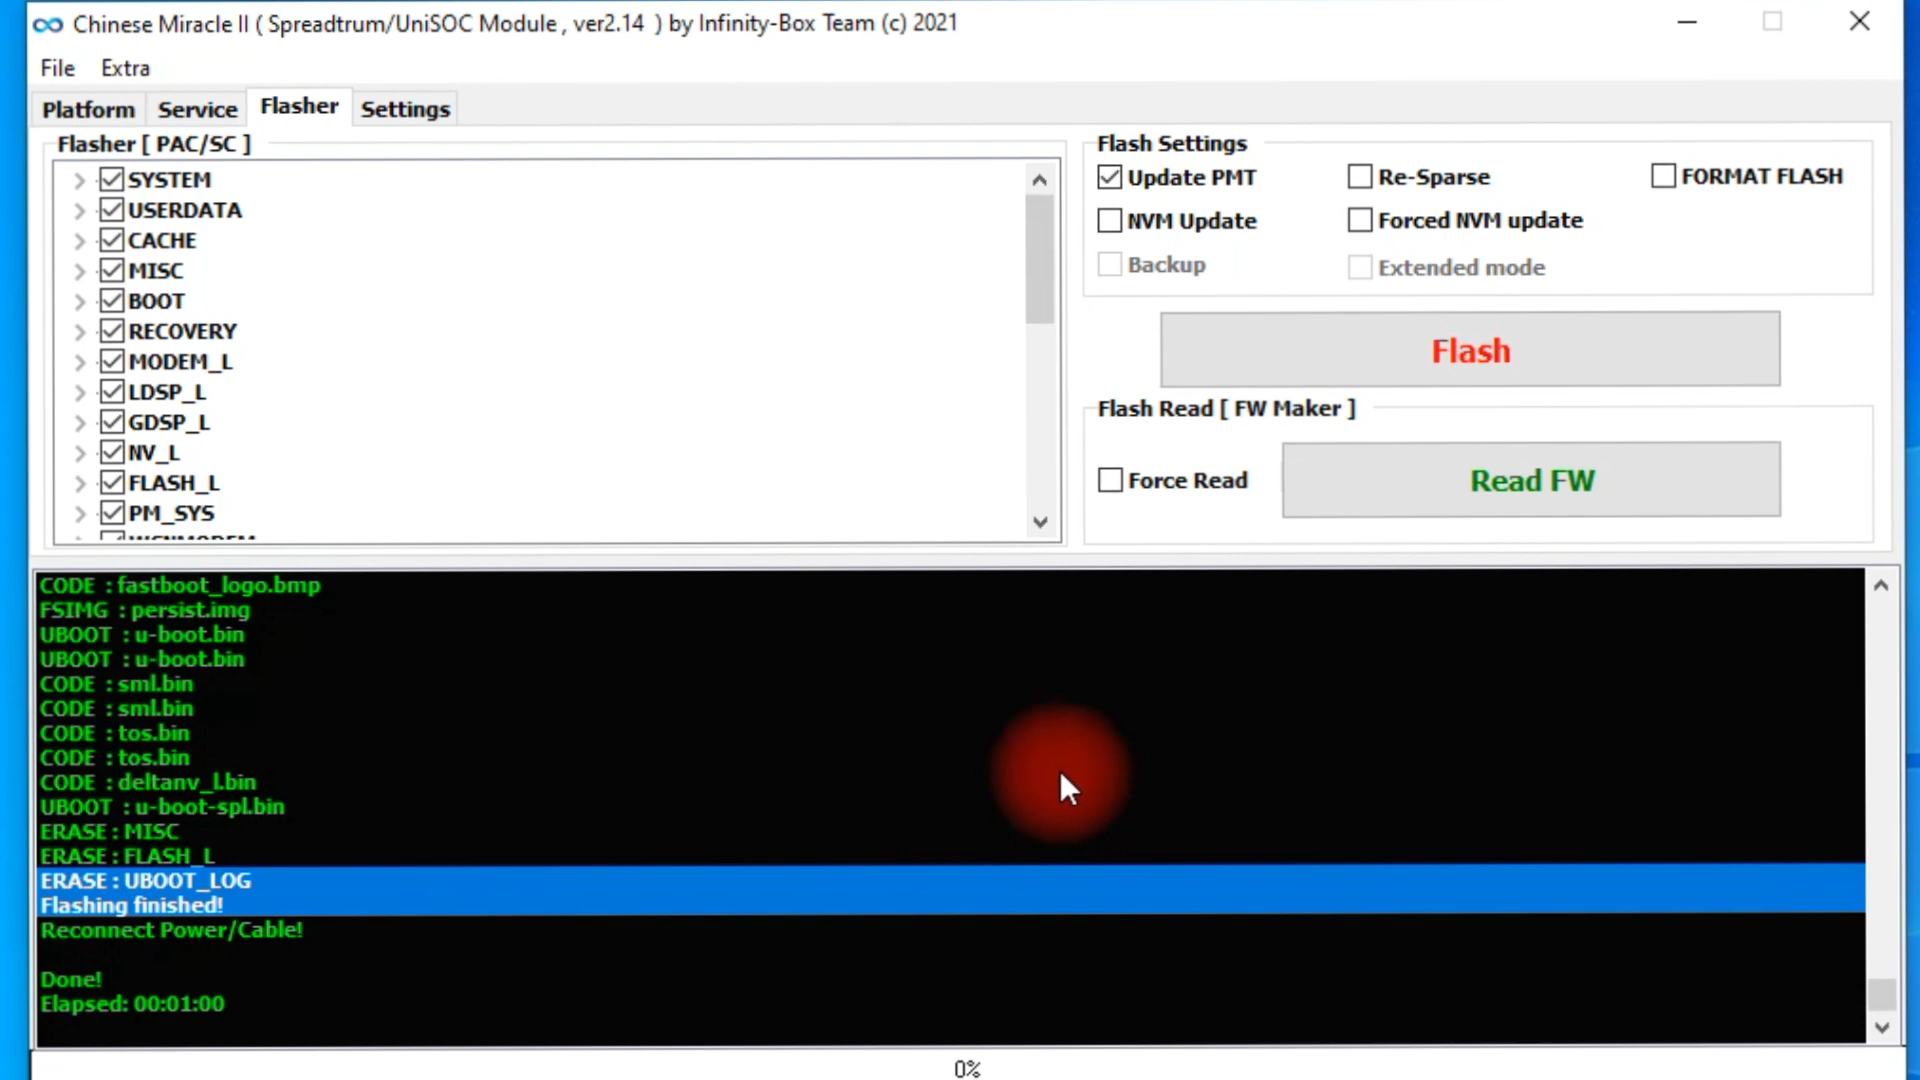 Chinese Miracle II ( Spreadtrum/UniSOC Module , ver2.14 ) by Infinity-Box Team (c) 2021
File Extra
Platform Service Flasher Settings
Flasher [ PAC/SC ]
SYSTEM
USERDATA
CACHE
MISC
BOOT
RECOVERY
MODEM_L
LDSP_L
GDSP_L
NV_L
FLASH_L
PM_SYS
Flash Settings
Update PMT Re-Sparse FORMAT FLASH
NVM Update Forced NVM update
Backup Extended mode
Flash
Flash Read [ FW Maker ]
Force Read Read FW
CODE : fastboot_logo.bmp
FSIMG : persist.img
UBOOT : u-boot.bin
UBOOT : u-boot.bin
CODE : sml.bin
CODE : sml.bin
CODE : tos.bin
CODE : tos.bin
CODE : deltanv_l.bin
UBOOT : u-boot-spl.bin
ERASE : MISC
ERASE : FLASH_L
ERASE : UBOOT_LOG
Flashing finished!
Reconnect Power/Cable!
Done!
Elapsed: 00:01:00
0%